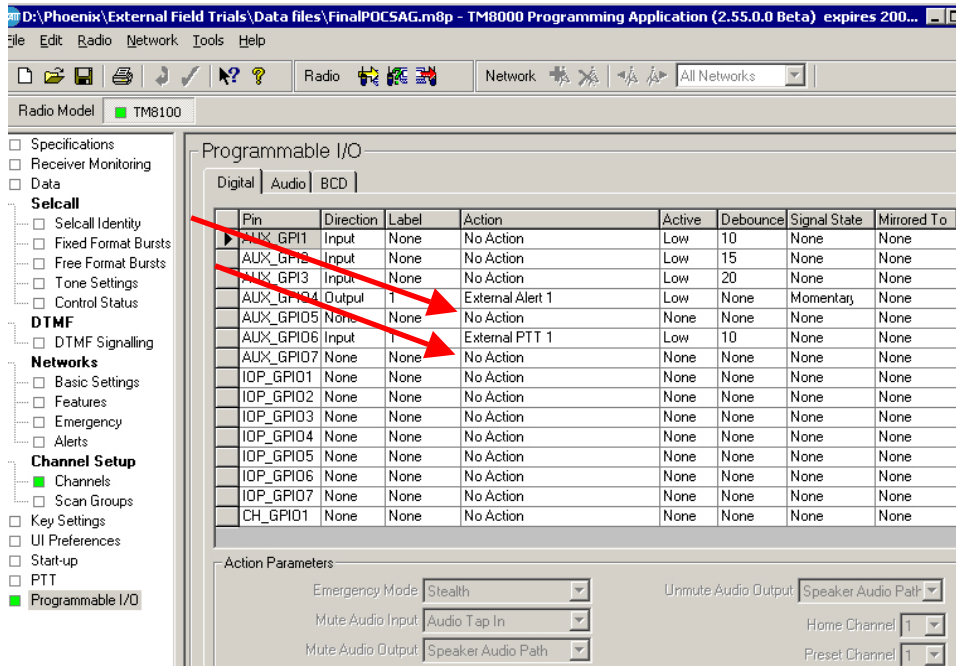 D:\Phoenix\External Field Trials\Data files\FinalPOCSAG.m8p - TM8000 Programming Application (2.55.0.0 Beta) expires 200...
File Edit Radio Network Tools Help
Radio Network All Networks
Radio Model TM8100
Specifications
Receiver Monitoring
Data
Selcall
Selcall Identity
Fixed Format Bursts
Free Format Bursts
Tone Settings
Control Status
DTMF
DTMF Signalling
Networks
Basic Settings
Features
Emergency
Alerts
Channel Setup
Channels
Scan Groups
Key Settings
UI Preferences
Start-up
PTT
Programmable I/O
Programmable I/O
Digital Audio BCD
Pin Direction Label Action Active Debounce Signal State Mirrored To
AUX_GPI1 Input None No Action Low 10 None None
AUX_GPI2 Input None No Action Low 15 None None
AUX_GPI3 Input None No Action Low 20 None None
AUX_GPIO4 Output 1 External Alert 1 Low None Momentary None
AUX_GPIO5 None None No Action None None None None
AUX_GPIO6 Input 1 External PTT 1 Low 10 None None
AUX_GPIO7 None None No Action None None None None
IOP_GPIO1 None None No Action None None None None
IOP_GPIO2 None None No Action None None None None
IOP_GPIO3 None None No Action None None None None
IOP_GPIO4 None None No Action None None None None
IOP_GPIO5 None None No Action None None None None
IOP_GPIO6 None None No Action None None None None
IOP_GPIO7 None None No Action None None None None
CH_GPIO1 None None No Action None None None None
Action Parameters
Emergency Mode Stealth Unmute Audio Output Speaker Audio Path
Mute Audio Input Audio Tap In Home Channel 1
Mute Audio Output Speaker Audio Path Preset Channel 1